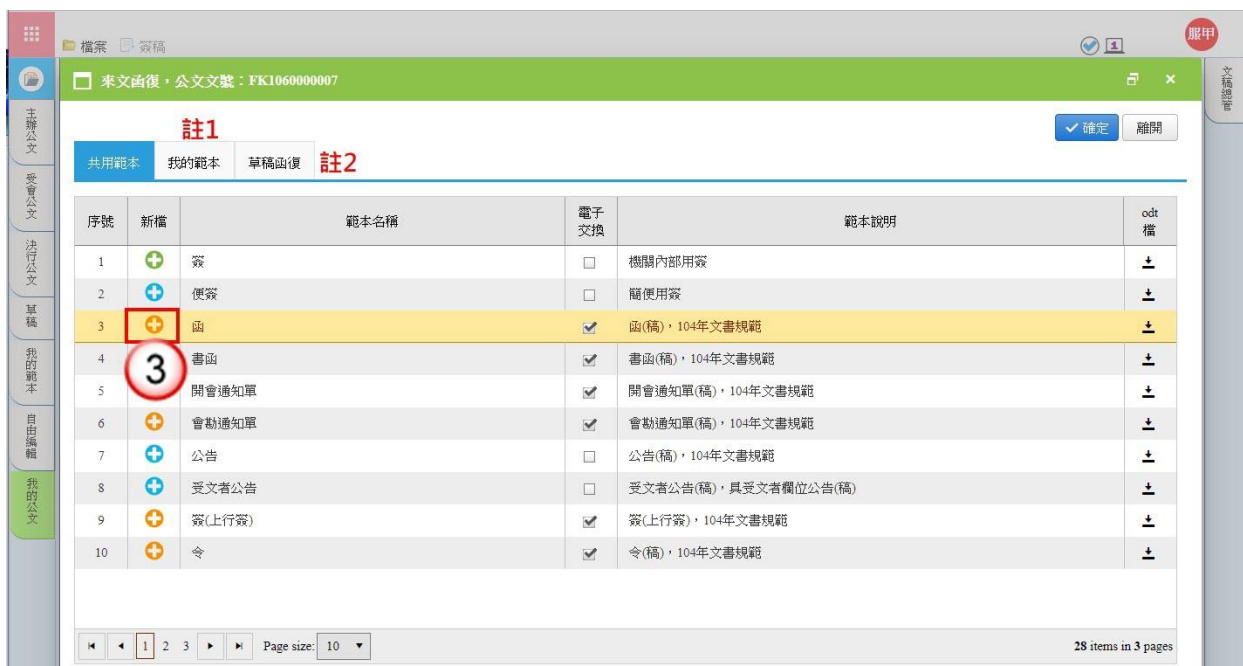 檔案 簽稿
1
服甲
來文函復，公文文號：FK1060000007
文稿總管
主辦公文
受會公文
決行公文
草稿
我的範本
自由編輯
我的公文
註1
確定 離開
共用範本 我的範本 草稿函復 註2
序號 新檔 範本名稱 電子交換 範本說明 odt檔
1 簽 機關內部用簽
2 便簽 簡便用簽
3 函 函(稿)，104年文書規範
3
4 書函 書函(稿)，104年文書規範
5 開會通知單 開會通知單(稿)，104年文書規範
6 會勘通知單 會勘通知單(稿)，104年文書規範
7 公告 公告(稿)，104年文書規範
8 受文者公告 受文者公告(稿)，具受文者欄位公告(稿)
9 簽(上行簽) 簽(上行簽)，104年文書規範
10 令 令(稿)，104年文書規範
1 2 3 Page size: 10 28 items in 3 pages